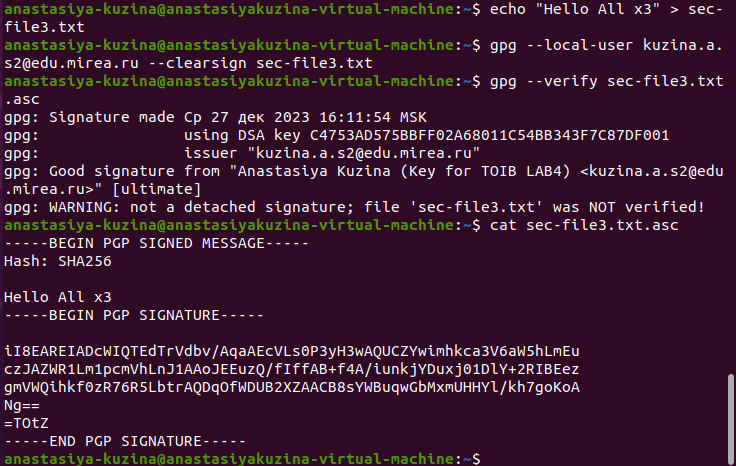 anastasiya-kuzina@anastasiyakuzina-virtual-machine:~$ echo "Hello All x3" > sec-
file3.txt
anastasiya-kuzina@anastasiyakuzina-virtual-machine:~$ gpg --local-user kuzina.a.
s2@edu.mirea.ru --clearsign sec-file3.txt
anastasiya-kuzina@anastasiyakuzina-virtual-machine:~$ gpg --verify sec-file3.txt
.asc
gpg: Signature made Ср 27 дек 2023 16:11:54 MSK
gpg:                using DSA key C4753AD575BBFF02A68011C54BB343F7C87DF001
gpg:                issuer "kuzina.a.s2@edu.mirea.ru"
gpg: Good signature from "Anastasiya Kuzina (Key for TOIB LAB4) <kuzina.a.s2@edu
.mirea.ru>" [ultimate]
gpg: WARNING: not a detached signature; file 'sec-file3.txt' was NOT verified!
anastasiya-kuzina@anastasiyakuzina-virtual-machine:~$ cat sec-file3.txt.asc
-----BEGIN PGP SIGNED MESSAGE-----
Hash: SHA256

Hello All x3
-----BEGIN PGP SIGNATURE-----

iI8EAREIADcWIQTEdTrVdbv/AqaAEcVLs0P3yH3wAQUCZYwimhkca3V6aW5hLmEu
czJAZWR1Lm1pcmVhLnJ1AAoJEEuzQ/fIffAB+f4A/iunkjYDuxj01DlY+2RIBEez
gmVWQihkf0zR76R5LbtrAQDqOfWDUB2XZAACB8sYWBuqwGbMxmUHHYl/kh7goKoA
Ng==
=TOtZ
-----END PGP SIGNATURE-----
anastasiya-kuzina@anastasiyakuzina-virtual-machine:~$